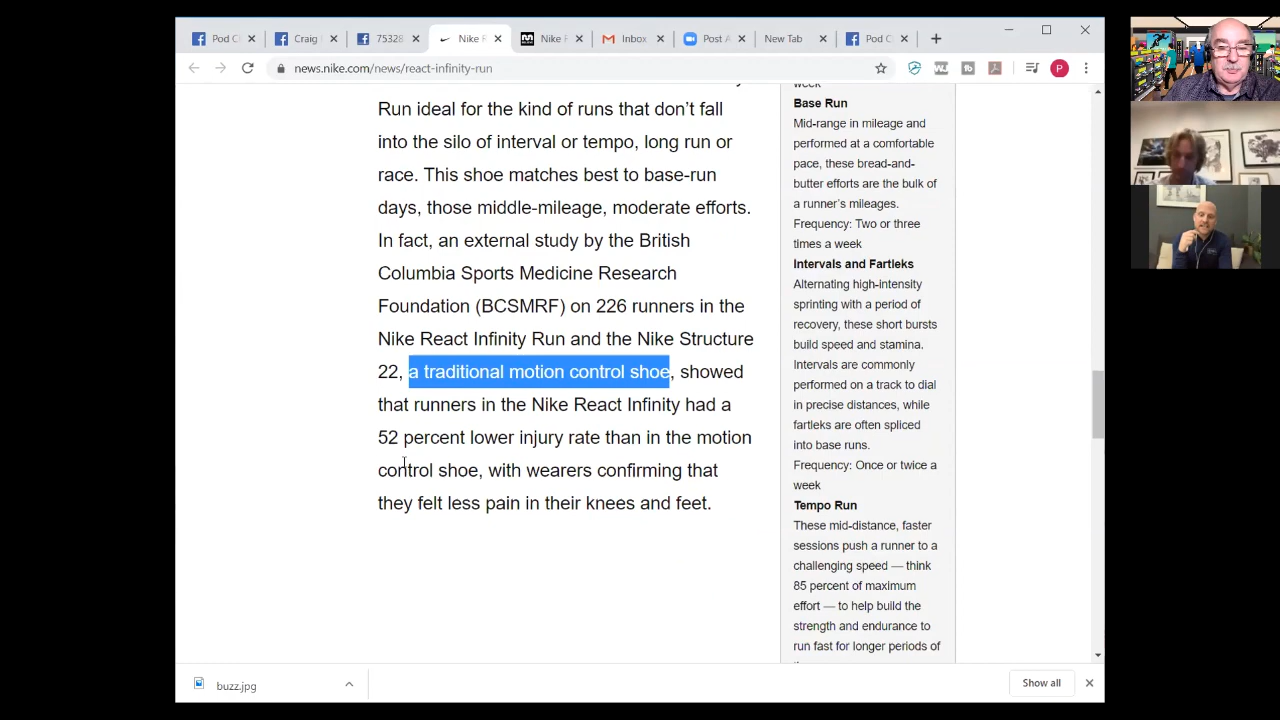 Pod C
Craig
75328
Nike R
Nike F
Inbox
Post A
New Tab
Pod C
news.nike.com/news/react-infinity-run
P
Run ideal for the kind of runs that don’t fall
into the silo of interval or tempo, long run or
race. This shoe matches best to base-run
days, those middle-mileage, moderate efforts.
In fact, an external study by the British
Columbia Sports Medicine Research
Foundation (BCSMRF) on 226 runners in the
Nike React Infinity Run and the Nike Structure
22, a traditional motion control shoe, showed
that runners in the Nike React Infinity had a
52 percent lower injury rate than in the motion
control shoe, with wearers confirming that
they felt less pain in their knees and feet.
week
Base Run
Mid-range in mileage and
performed at a comfortable
pace, these bread-and-
butter efforts are the bulk of
a runner’s mileages.
Frequency: Two or three
times a week
Intervals and Fartleks
Alternating high-intensity
sprinting with a period of
recovery, these short bursts
build speed and stamina.
Intervals are commonly
performed on a track to dial
in precise distances, while
fartleks are often spliced
into base runs.
Frequency: Once or twice a
week
Tempo Run
These mid-distance, faster
sessions push a runner to a
challenging speed — think
85 percent of maximum
effort — to help build the
strength and endurance to
run fast for longer periods of
buzz.jpg
Show all